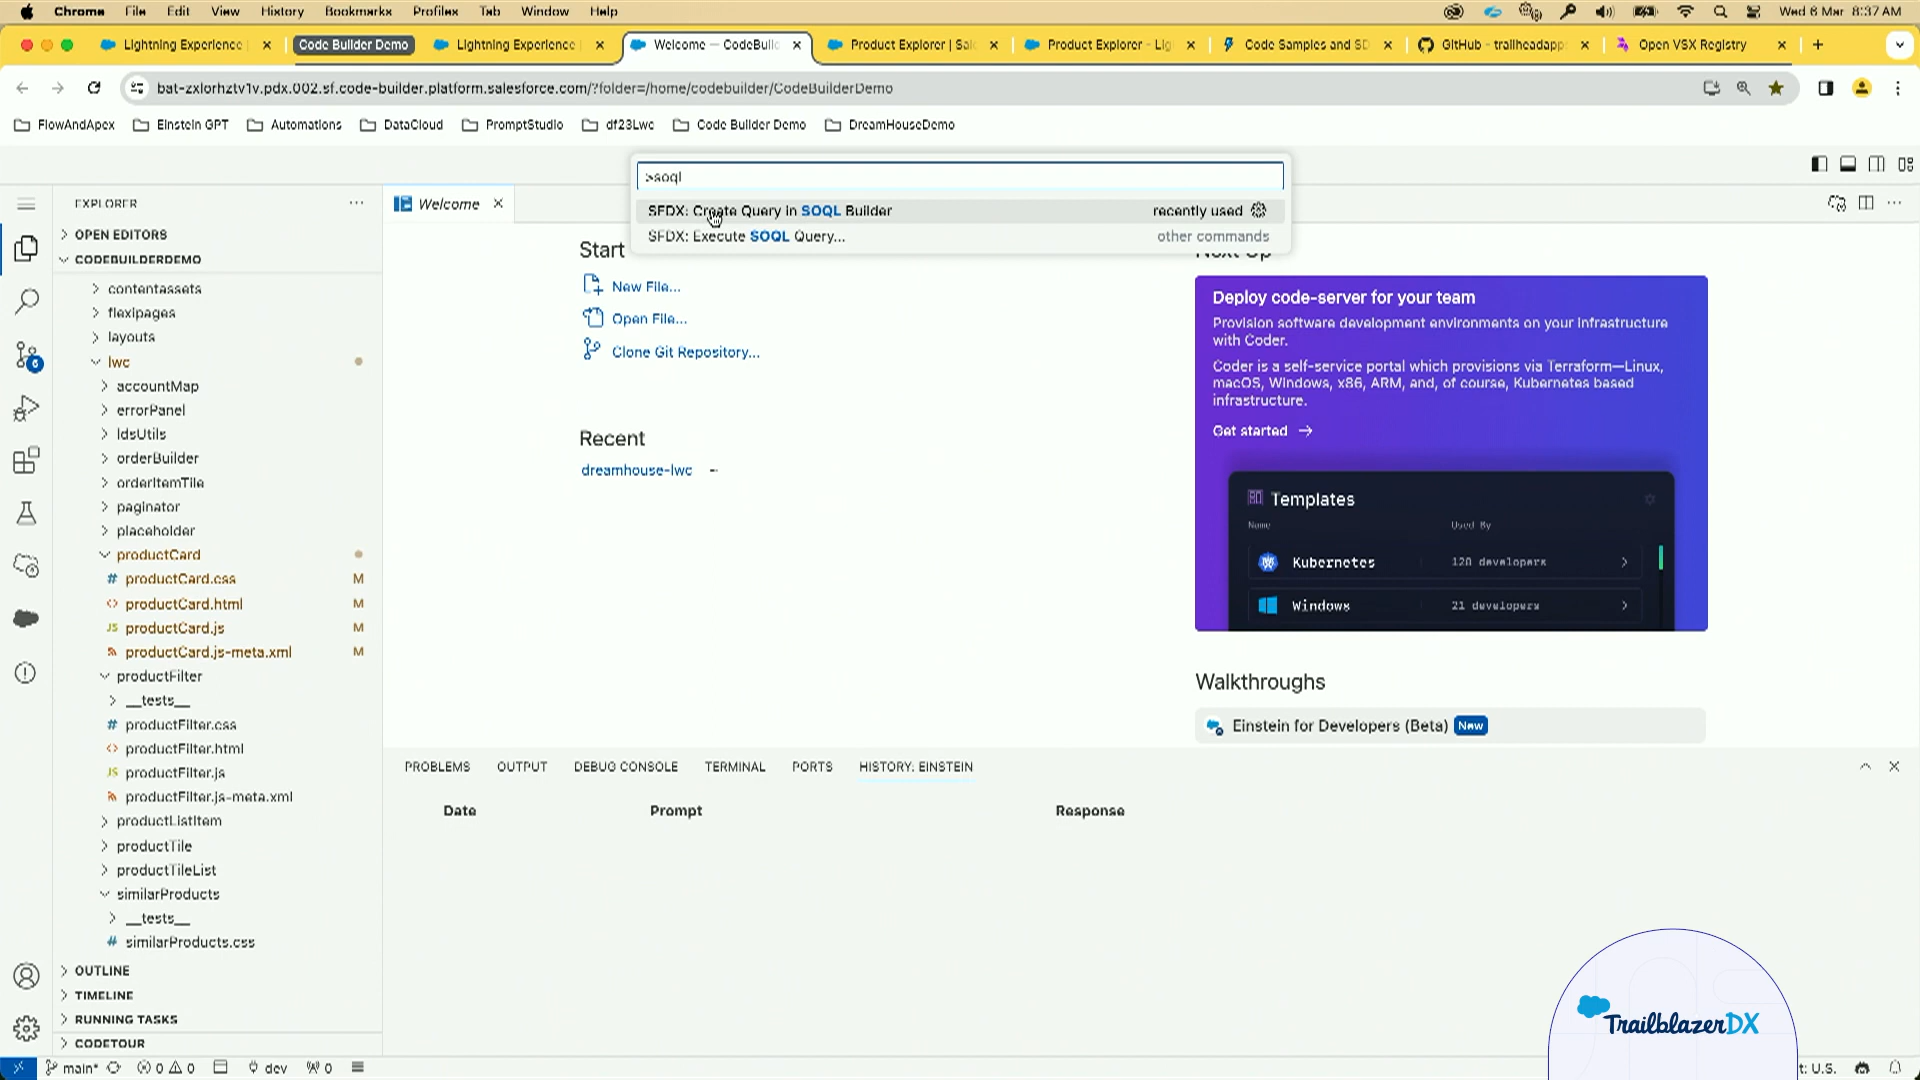 Chrome File Edit View History Bookmarks Profiles Tab Window Help Wed 6 Mar 8:37 AM
Lightning Experience Code Builder Demo Lightning Experience Welcome — CodeBuil Product Explorer | Sal Product Explorer - Lig Code Samples and SD GitHub - trailheadapp Open VSX Registry
bat-zxlorhztv1v.pdx.002.sf.code-builder.platform.salesforce.com/?folder=/home/codebuilder/CodeBuilderDemo
FlowAndApex Einstein GPT Automations DataCloud PromptStudio df23Lwc Code Builder Demo DreamHouseDemo
>soql
SFDX: Create Query in SOQL Builder recently used
SFDX: Execute SOQL Query... other commands
EXPLORER
OPEN EDITORS
CODEBUILDERDEMO
contentassets
flexipages
layouts
lwc
accountMap
errorPanel
ldsUtils
orderBuilder
orderItemTile
paginator
placeholder
productCard
productCard.css M
productCard.html M
productCard.js M
productCard.js-meta.xml M
productFilter
__tests__
productFilter.css
productFilter.html
productFilter.js
productFilter.js-meta.xml
productListItem
productTile
productTileList
similarProducts
__tests__
similarProducts.css
OUTLINE
TIMELINE
RUNNING TASKS
CODETOUR
6
Welcome
Start
New File...
Open File...
Clone Git Repository...
Recent
dreamhouse-lwc
Next Up
Deploy code-server for your team
Provision software development environments on your infrastructure
with Coder.
Coder is a self-service portal which provisions via Terraform—Linux,
macOS, Windows, x86, ARM, and, of course, Kubernetes based
infrastructure.
Get started
Templates
Name Used By
Kubernetes 120 developers
Windows 21 developers
Walkthroughs
Einstein for Developers (Beta) New
PROBLEMS OUTPUT DEBUG CONSOLE TERMINAL PORTS HISTORY: EINSTEIN
Date Prompt Response
main* 0 0 dev 0 t: U.S.
TrailblazerDX